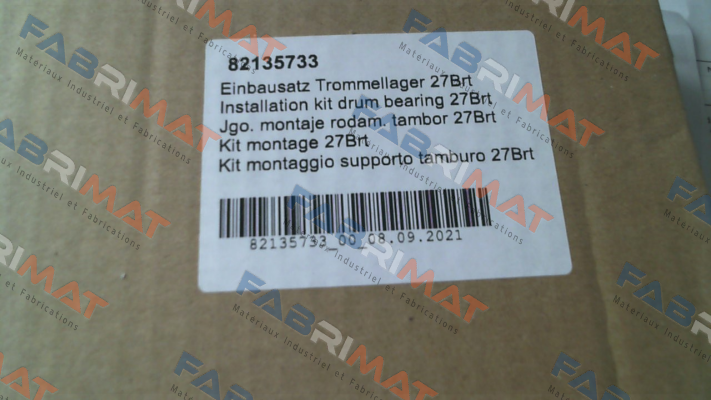 82135733
Einbausatz Trommellager 27Brt
Installation kit drum bearing 27Brt
Jgo. montaje rodam. tambor 27Brt
Kit montage 27Brt
Kit montaggio supporto tamburo 27Brt
82135733_00_08.09.2021
FABRIMAT
Materiaux Industriel et Fabrications